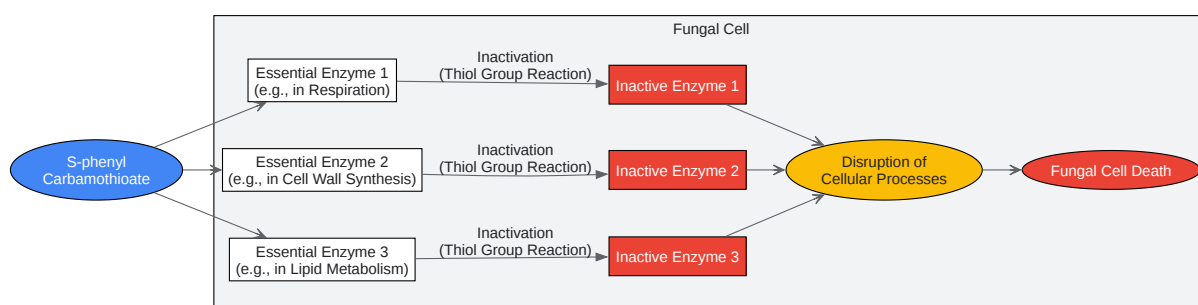 Fungal Cell
Essential Enzyme 1
(e.g., in Respiration)
Inactivation
(Thiol Group Reaction)
Inactive Enzyme 1
S-phenyl
Carbamothioate
Essential Enzyme 2
(e.g., in Cell Wall Synthesis)
Inactivation
(Thiol Group Reaction)
Inactive Enzyme 2
Disruption of
Cellular Processes
Fungal Cell Death
Essential Enzyme 3
(e.g., in Lipid Metabolism)
Inactivation
(Thiol Group Reaction)
Inactive Enzyme 3